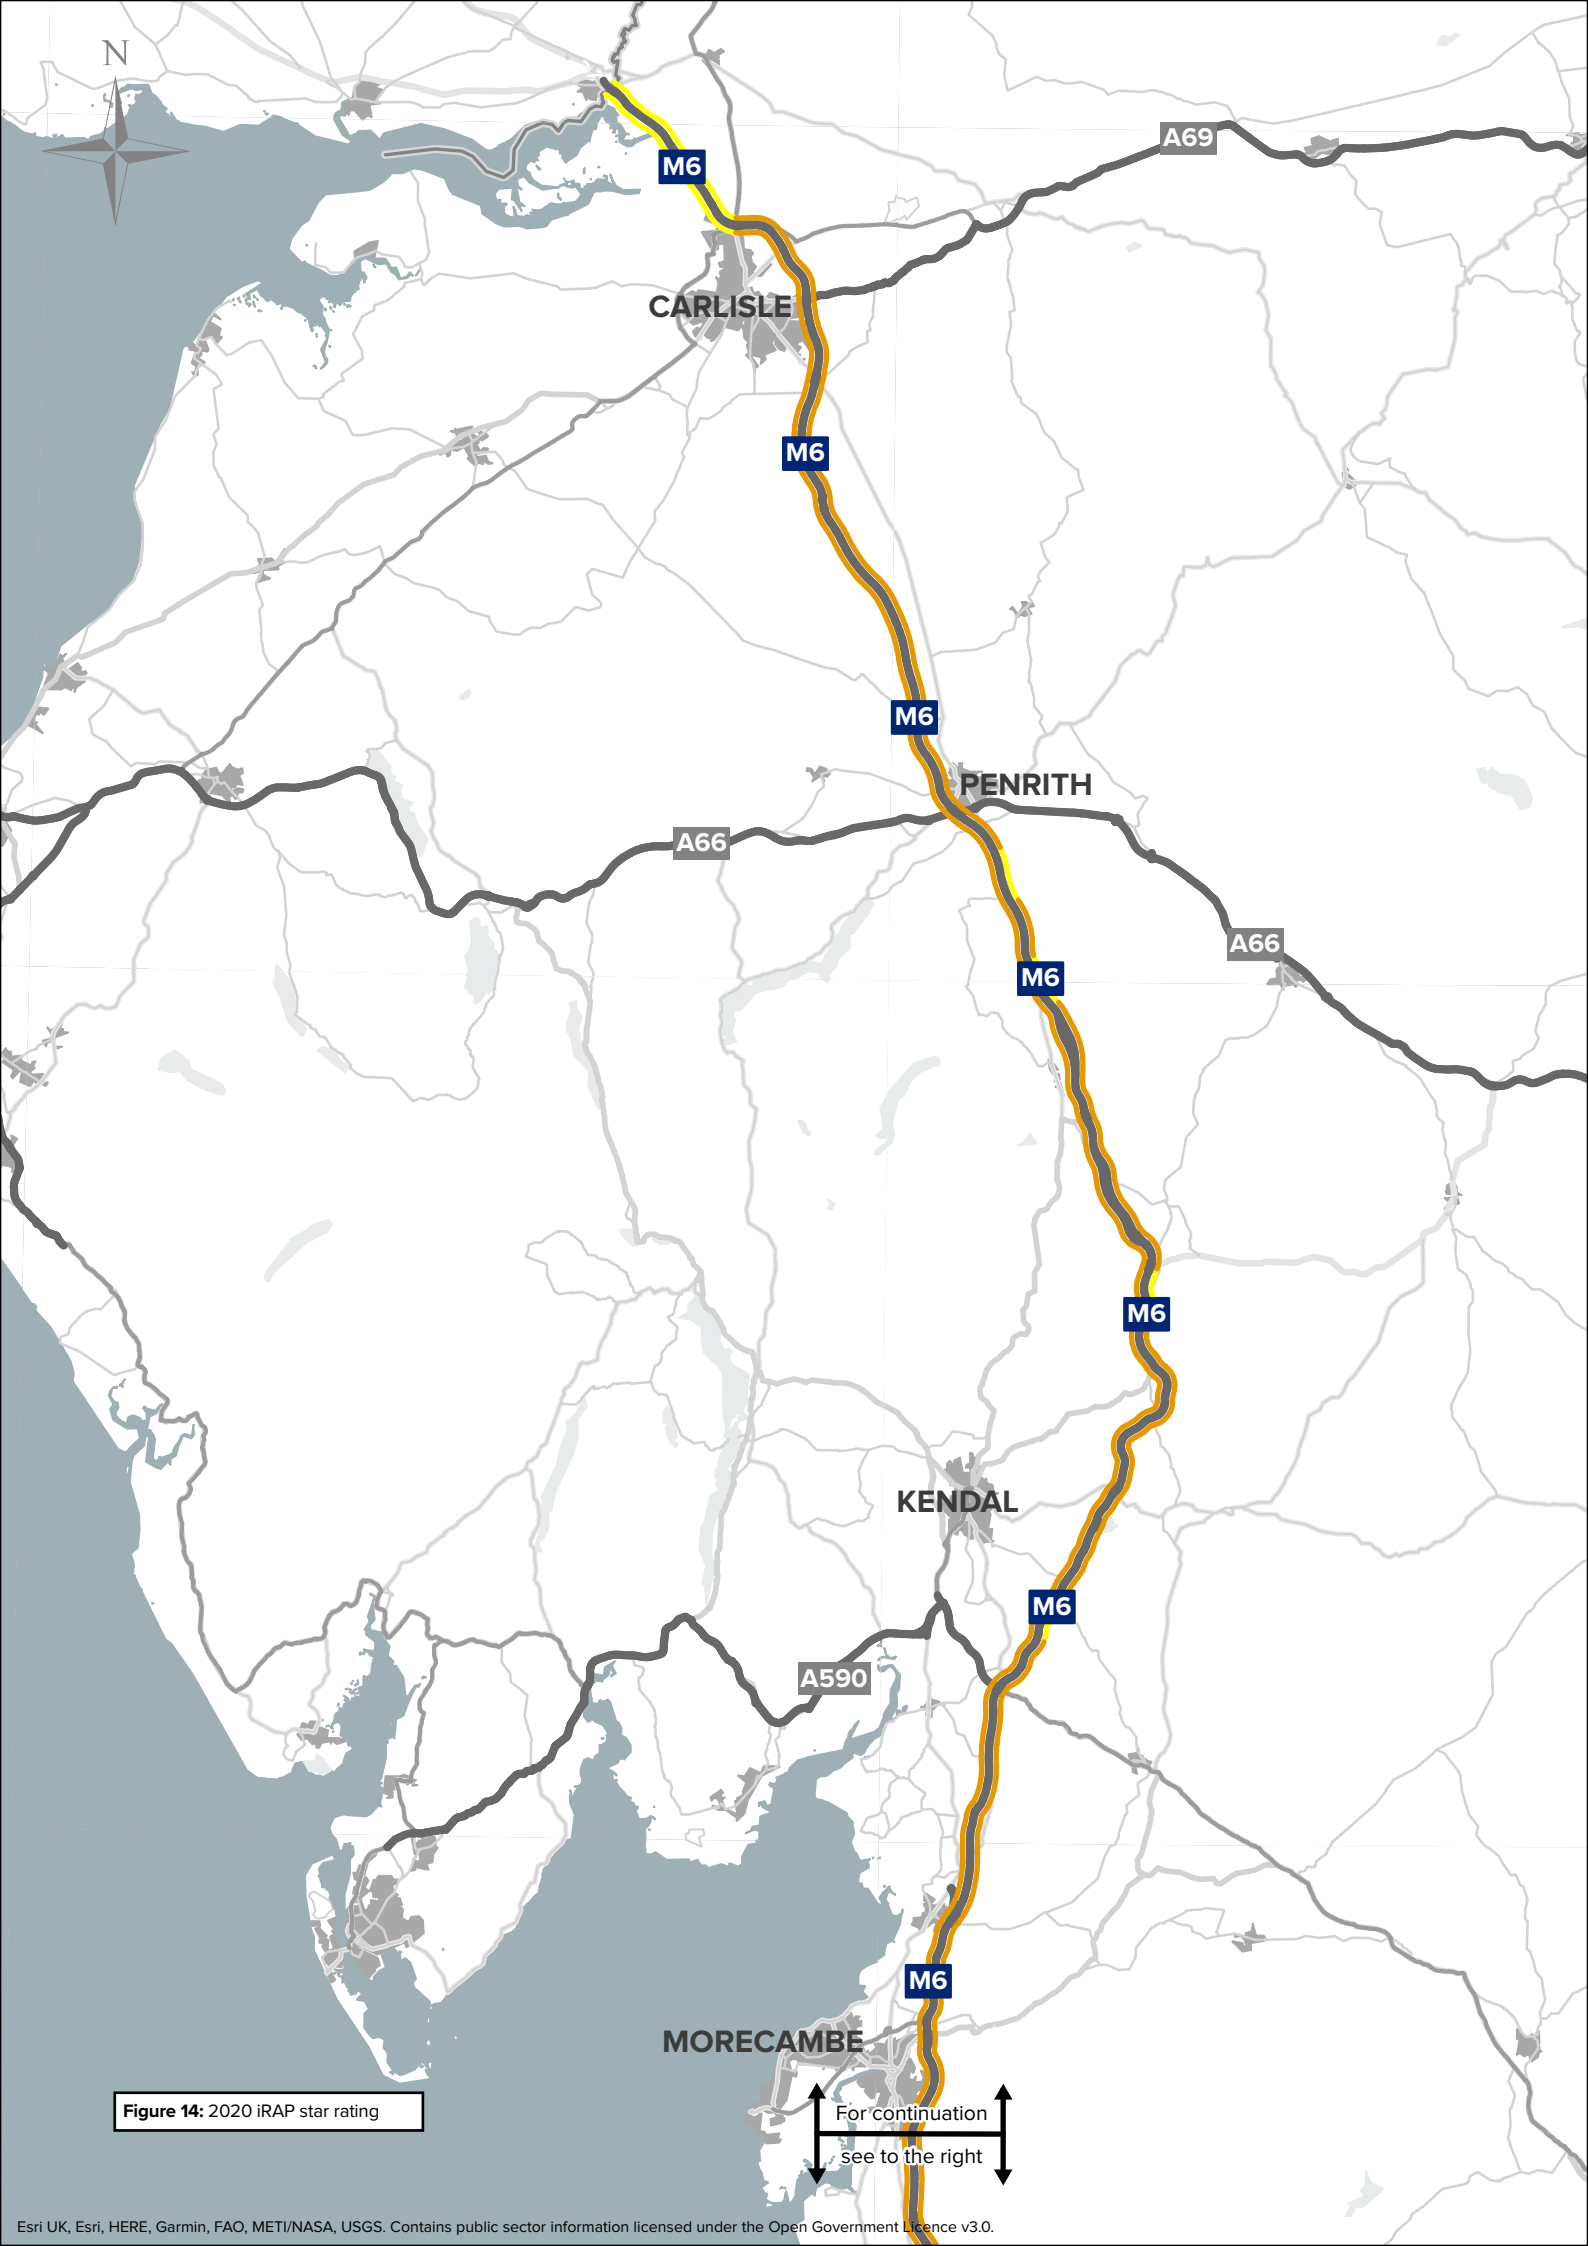 N
A69
M6
CARLISLE
M6
M6
PENRITH
A66
A66
M6
M6
KENDAL
M6
A590
M6
MORECAMBE
Figure 14: 2020 iRAP star rating
For continuation
see to the right
Esri UK, Esri, HERE, Garmin, FAO, METI/NASA, USGS. Contains public sector information licensed under the Open Government Licence v3.0.